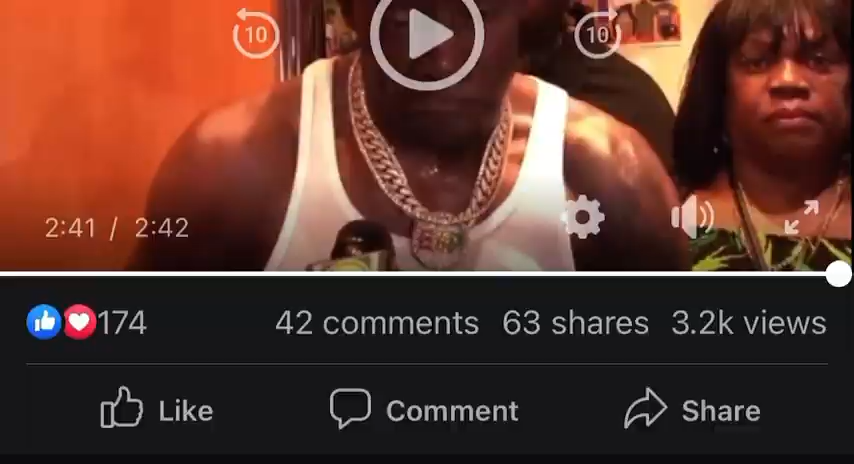 10 10
2:41 / 2:42
174 42 comments 63 shares 3.2k views
Like Comment Share